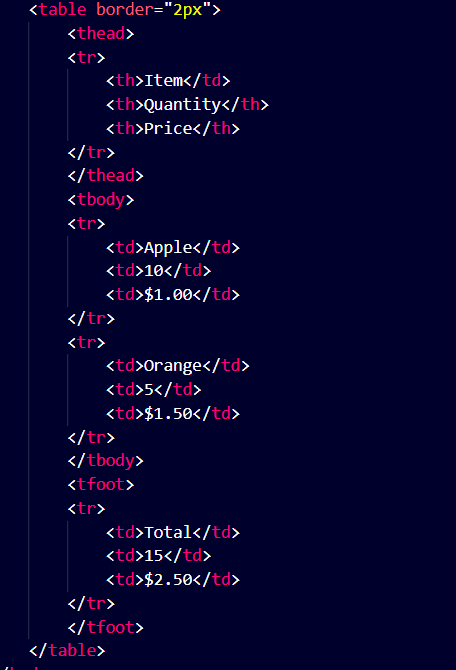 <table border="2px">
<thead>
<tr>
<th>Item</td>
<th>Quantity</th>
<th>Price</th>
</tr>
</thead>
<tbody>
<tr>
<td>Apple</td>
<td>10</td>
<td>$1.00</td>
</tr>
<tr>
<td>Orange</td>
<td>5</td>
<td>$1.50</td>
</tr>
</tbody>
<tfoot>
<tr>
<td>Total</td>
<td>15</td>
<td>$2.50</td>
</tr>
</tfoot>
</table>